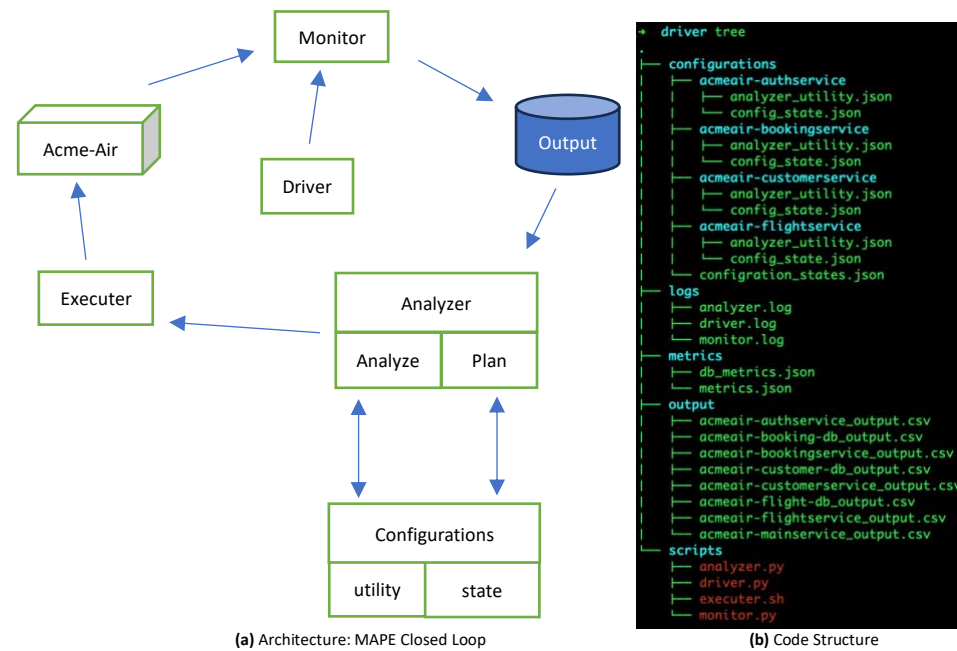 Monitor
Acme-Air
Output
Driver
Executer
Analyzer
Analyze
Plan
Configurations
utility
state
(a) Architecture: MAPE Closed Loop
→ driver tree
.
├── configurations
│   ├── acmeair-authservice
│   │   ├── analyzer_utility.json
│   │   └── config_state.json
│   ├── acmeair-bookingservice
│   │   ├── analyzer_utility.json
│   │   └── config_state.json
│   ├── acmeair-customerservice
│   │   ├── analyzer_utility.json
│   │   └── config_state.json
│   ├── acmeair-flightservice
│   │   ├── analyzer_utility.json
│   │   └── config_state.json
│   └── configration_states.json
├── logs
│   ├── analyzer.log
│   ├── driver.log
│   └── monitor.log
├── metrics
│   ├── db_metrics.json
│   └── metrics.json
├── output
│   ├── acmeair-authservice_output.csv
│   ├── acmeair-booking-db_output.csv
│   ├── acmeair-bookingservice_output.csv
│   ├── acmeair-customer-db_output.csv
│   ├── acmeair-customerservice_output.csv
│   ├── acmeair-flight-db_output.csv
│   ├── acmeair-flightservice_output.csv
│   └── acmeair-mainservice_output.csv
└── scripts
    ├── analyzer.py
    ├── driver.py
    ├── executer.sh
    └── monitor.py
(b) Code Structure